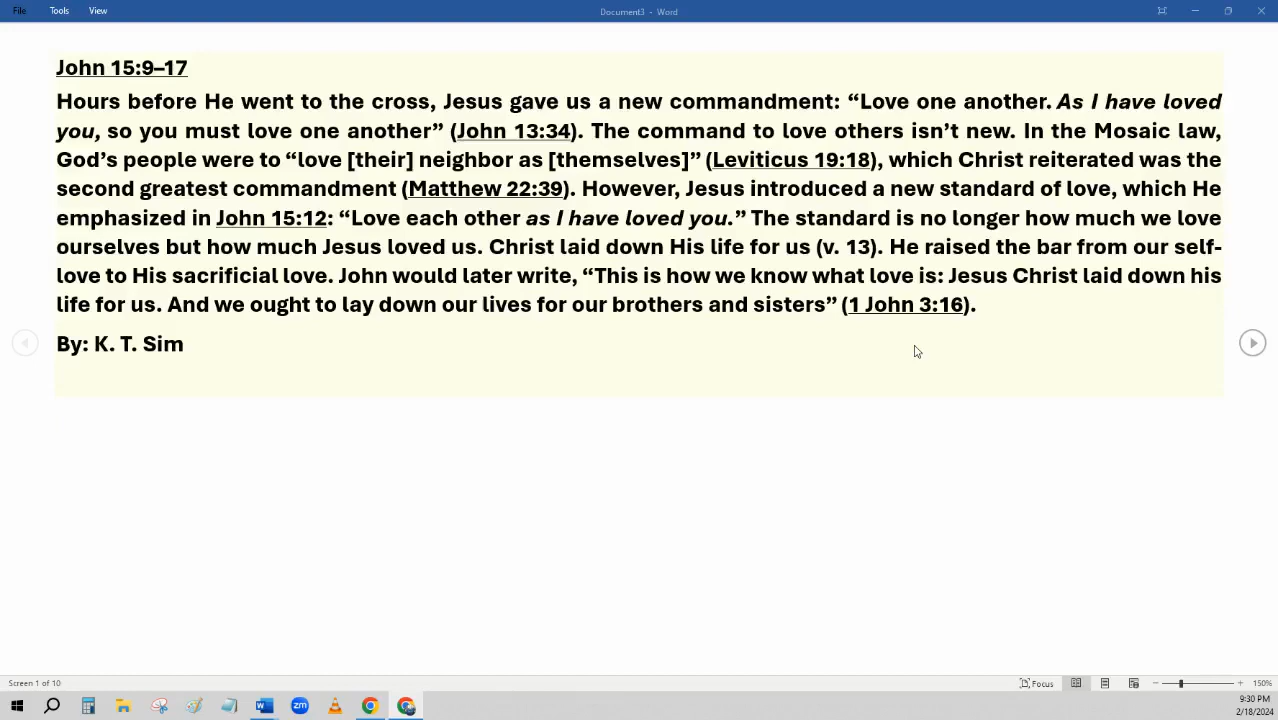 File Tools View Document3 - Word
John 15:9–17
Hours before He went to the cross, Jesus gave us a new commandment: “Love one another. As I have loved
you, so you must love one another” (John 13:34). The command to love others isn’t new. In the Mosaic law,
God’s people were to “love [their] neighbor as [themselves]” (Leviticus 19:18), which Christ reiterated was the
second greatest commandment (Matthew 22:39). However, Jesus introduced a new standard of love, which He
emphasized in John 15:12: “Love each other as I have loved you.” The standard is no longer how much we love
ourselves but how much Jesus loved us. Christ laid down His life for us (v. 13). He raised the bar from our self-
love to His sacrificial love. John would later write, “This is how we know what love is: Jesus Christ laid down his
life for us. And we ought to lay down our lives for our brothers and sisters” (1 John 3:16).
By: K. T. Sim
Screen 1 of 10 Focus 150%
zm
9:30 PM
2/18/2024